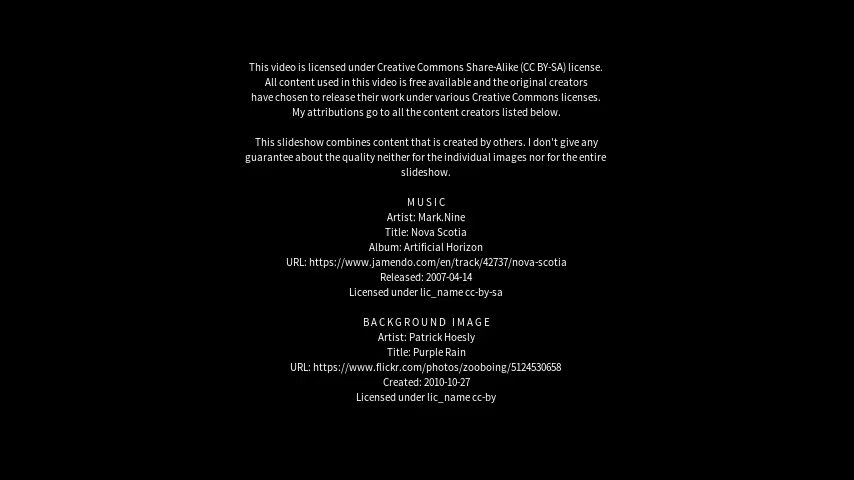 This video is licensed under Creative Commons Share-Alike (CC BY-SA) license.
All content used in this video is free available and the original creators
have chosen to release their work under various Creative Commons licenses.
My attributions go to all the content creators listed below.
This slideshow combines content that is created by others. I don't give any
guarantee about the quality neither for the individual images nor for the entire
slideshow.
MUSIC
Artist: Mark.Nine
Title: Nova Scotia
Album: Artificial Horizon
URL: https://www.jamendo.com/en/track/42737/nova-scotia
Released: 2007-04-14
Licensed under lic_name cc-by-sa
BACKGROUND IMAGE
Artist: Patrick Hoesly
Title: Purple Rain
URL: https://www.flickr.com/photos/zooboing/5124530658
Created: 2010-10-27
Licensed under lic_name cc-by